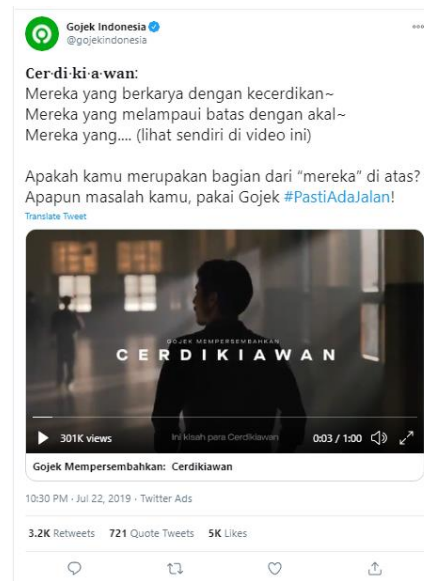 Gojek Indonesia
@gojekindonesia
Cer·di·ki·a·wan:
Mereka yang berkarya dengan kecerdikan~
Mereka yang melampaui batas dengan akal~
Mereka yang.... (lihat sendiri di video ini)
Apakah kamu merupakan bagian dari “mereka” di atas?
Apapun masalah kamu, pakai Gojek #PastiAdaJalan!
Translate Tweet
GOJEK MEMPERSEMBAHKAN
CERDIKIAWAN
301K views
Ini kisah para Cerdikiawan
0:03 / 1:00
Gojek Mempersembahkan: Cerdikiawan
10:30 PM · Jul 22, 2019 · Twitter Ads
3.2K Retweets 721 Quote Tweets 5K Likes